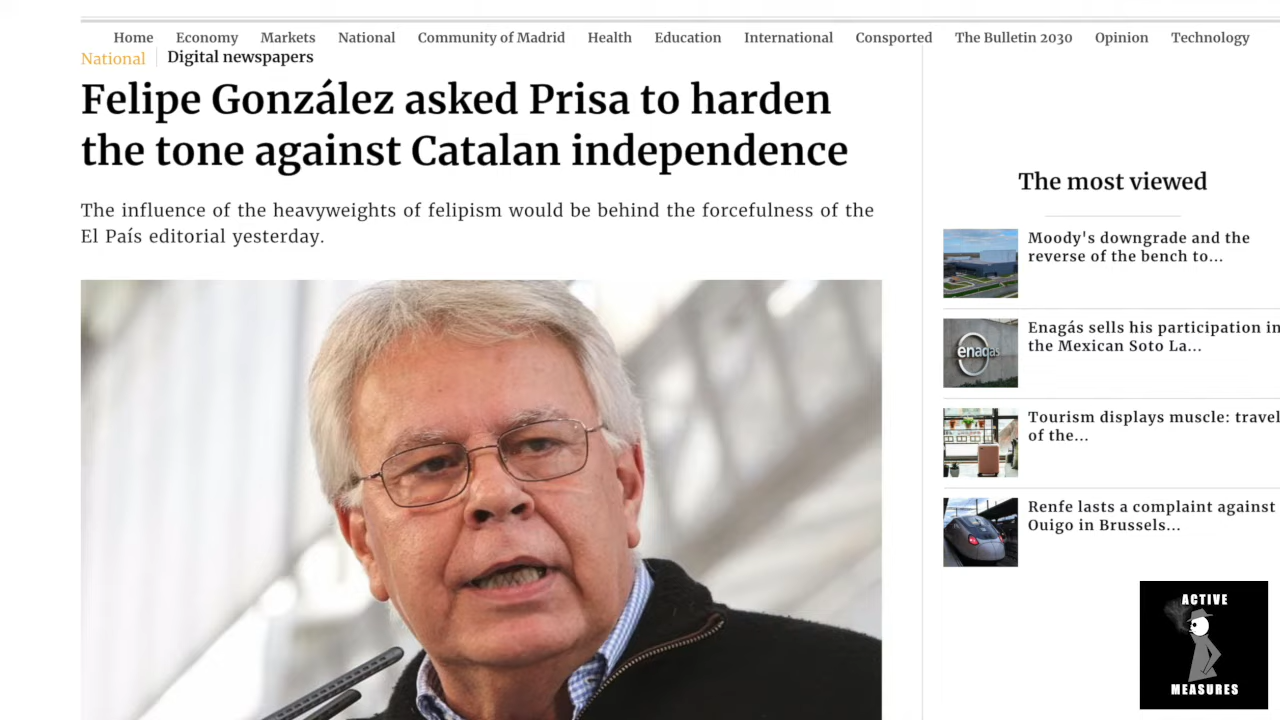 Home Economy Markets National Community of Madrid Health Education International Consported The Bulletin 2030 Opinion Technology
National Digital newspapers
Felipe González asked Prisa to harden
the tone against Catalan independence
The influence of the heavyweights of felipism would be behind the forcefulness of the
El País editorial yesterday.
The most viewed
Moody's downgrade and the
reverse of the bench to...
Enagás sells his participation in
the Mexican Soto La...
enagas
Tourism displays muscle: travel
of the...
Renfe lasts a complaint against
Ouigo in Brussels...
ACTIVE
MEASURES